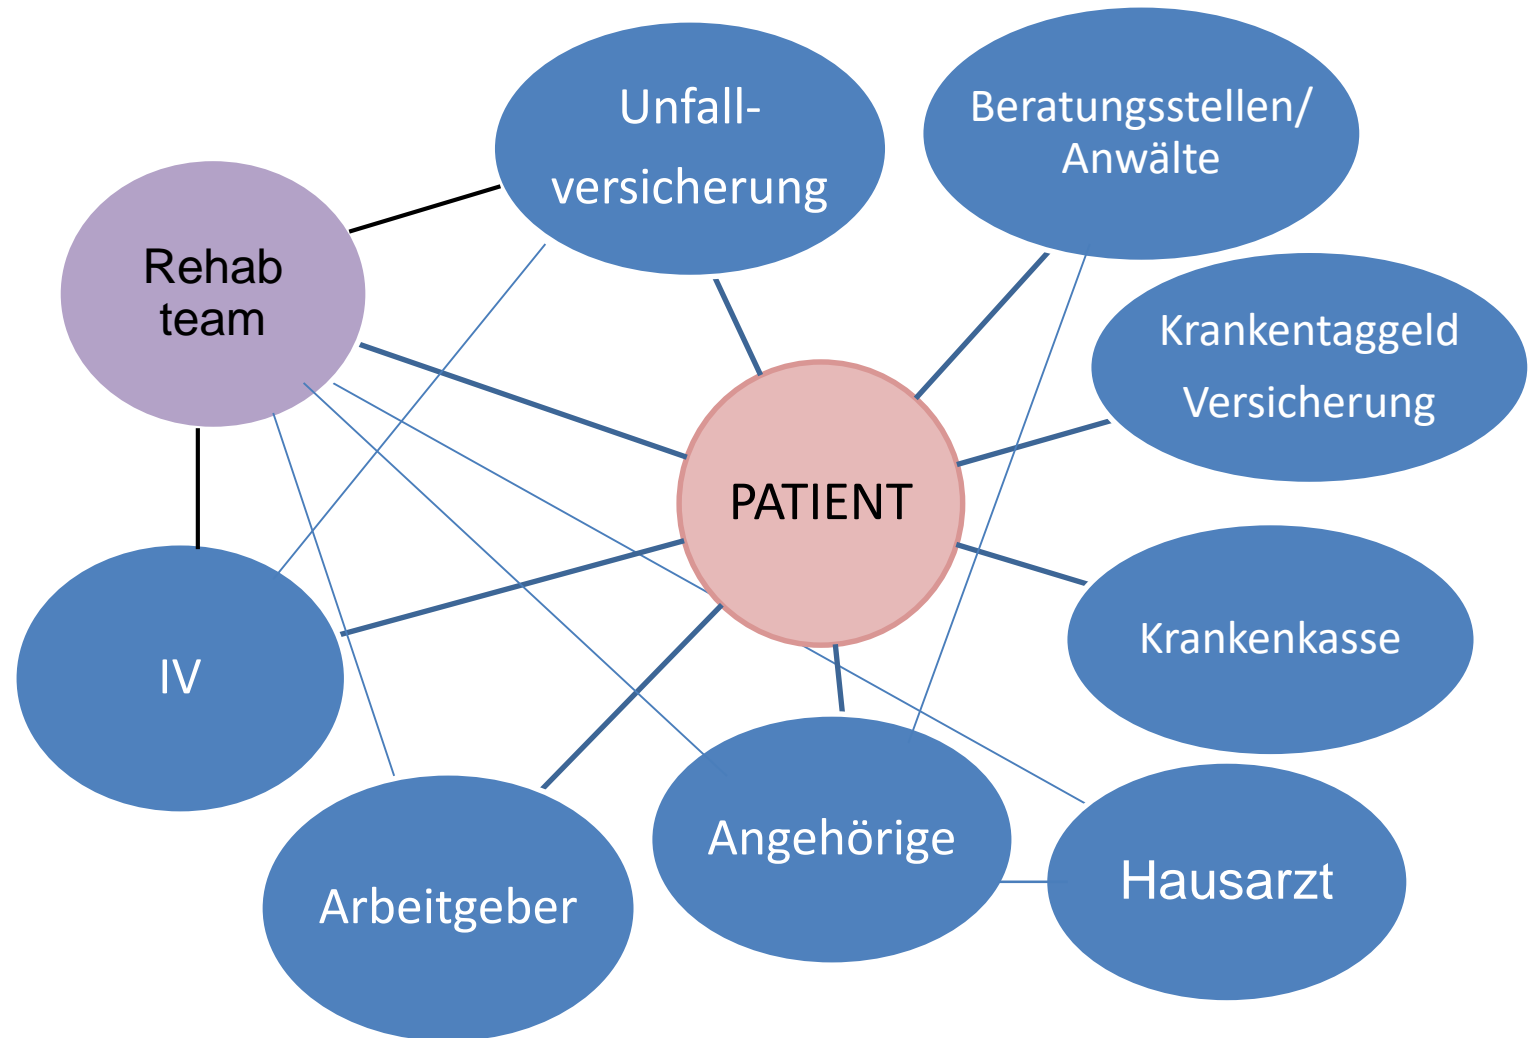 Unfall-
versicherung
Beratungsstellen/
Anwälte
Rehab
team
Krankentaggeld
Versicherung
PATIENT
Krankenkasse
IV
Angehörige
Hausarzt
Arbeitgeber